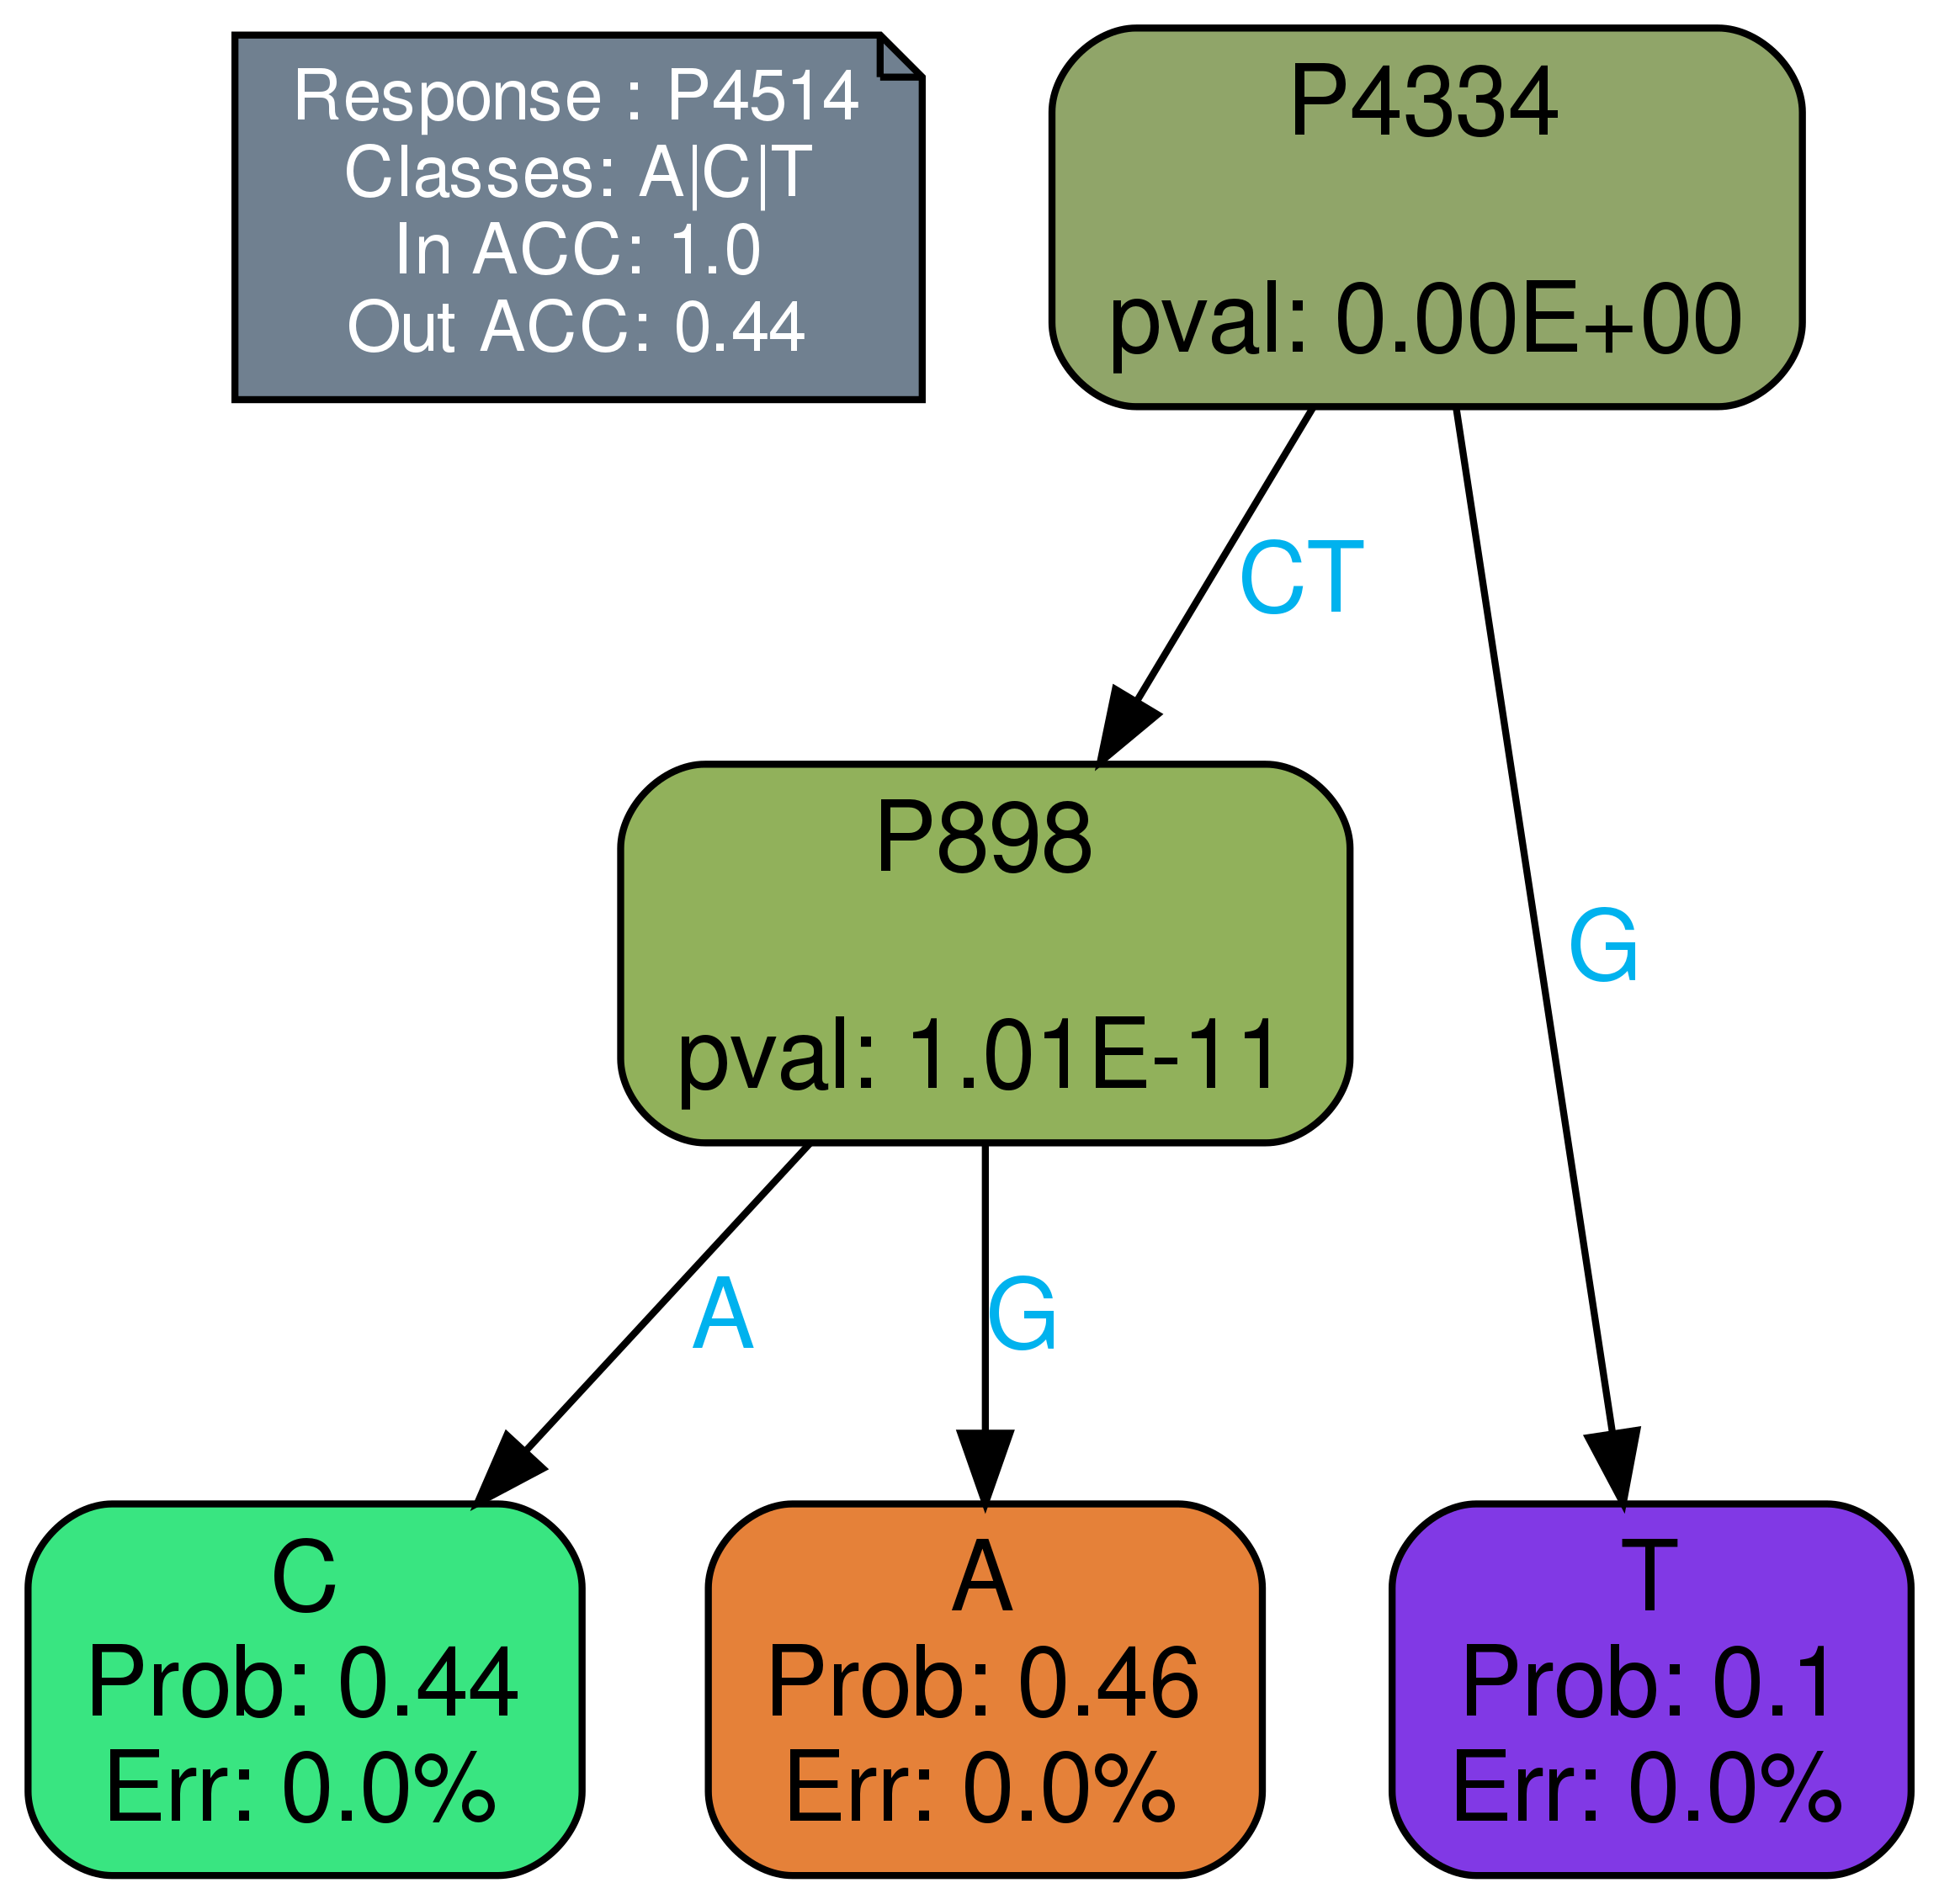 Response : P4514
Classes: A|C|T
In ACC: 1.0
Out ACC: 0.44
P4334
pval: 0.00E+00
CT
P898
pval: 1.01E-11
G
A
G
C
Prob: 0.44
Err: 0.0%
A
Prob: 0.46
Err: 0.0%
T
Prob: 0.1
Err: 0.0%